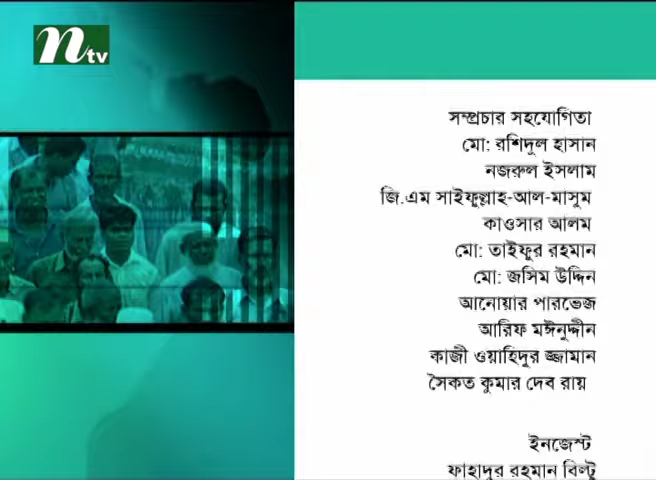 ntv
সম্প্রচার সহযোগিতা
মো: রশিদুল হাসান
নজরুল ইসলাম
জি.এম সাইফুল্লাহ-আল-মাসুম
কাওসার আলম
মো: তাইফুর রহমান
মো: জসিম উদ্দিন
আনোয়ার পারভেজ
আরিফ মঈনুদ্দীন
কাজী ওয়াহিদুর জ্জামান
সৈকত কুমার দেব রায়
ইনজেস্ট
ফাহাদুর রহমান বিল্টু